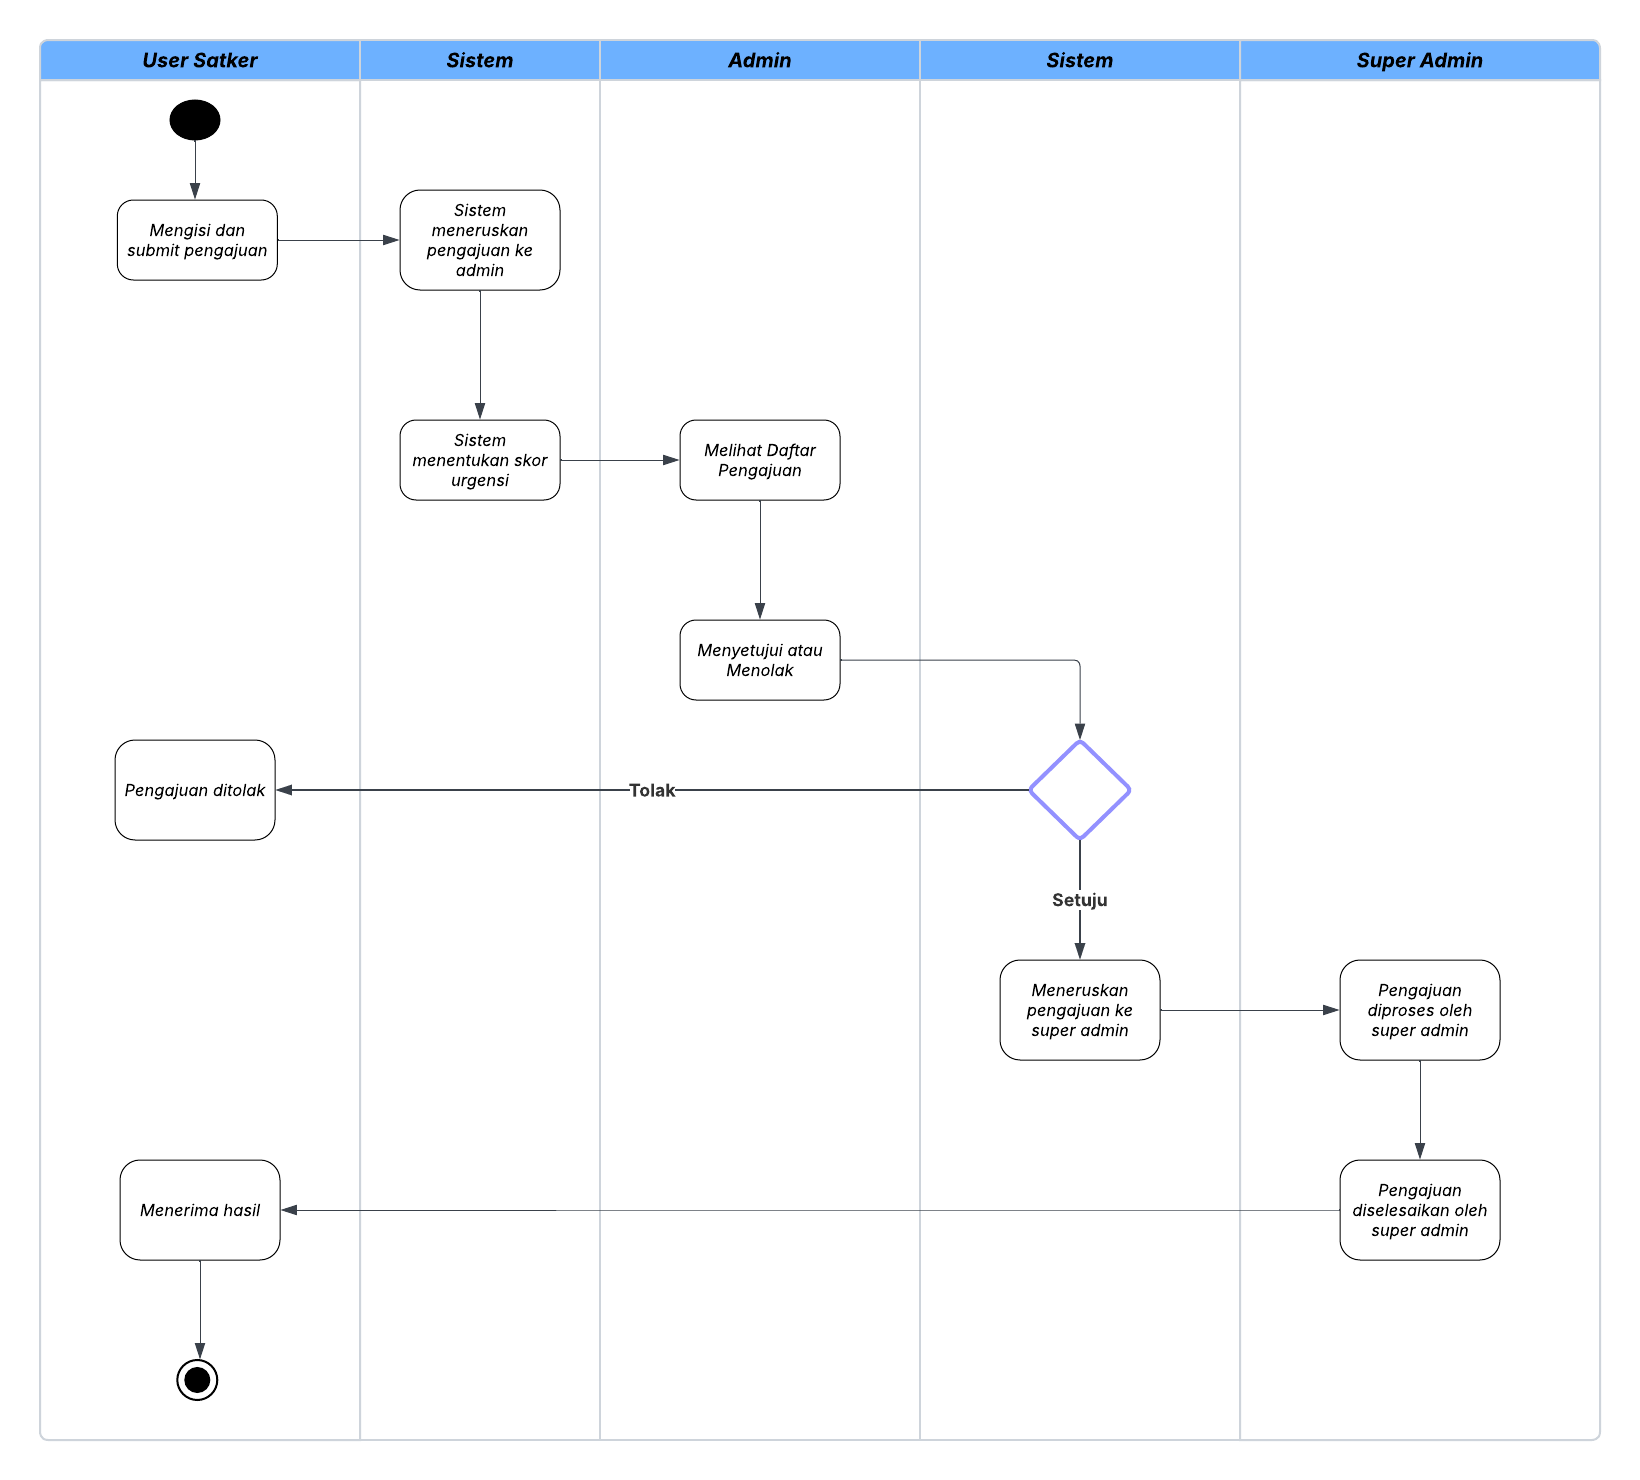 User Satker
Sistem
Admin
Sistem
Super Admin
Mengisi dan
submit pengajuan
Sistem
meneruskan
pengajuan ke
admin
Sistem
menentukan skor
urgensi
Melihat Daftar
Pengajuan
Menyetujui atau
Menolak
Pengajuan ditolak
Tolak
Setuju
Meneruskan
pengajuan ke
super admin
Pengajuan
diproses oleh
super admin
Menerima hasil
Pengajuan
diselesaikan oleh
super admin